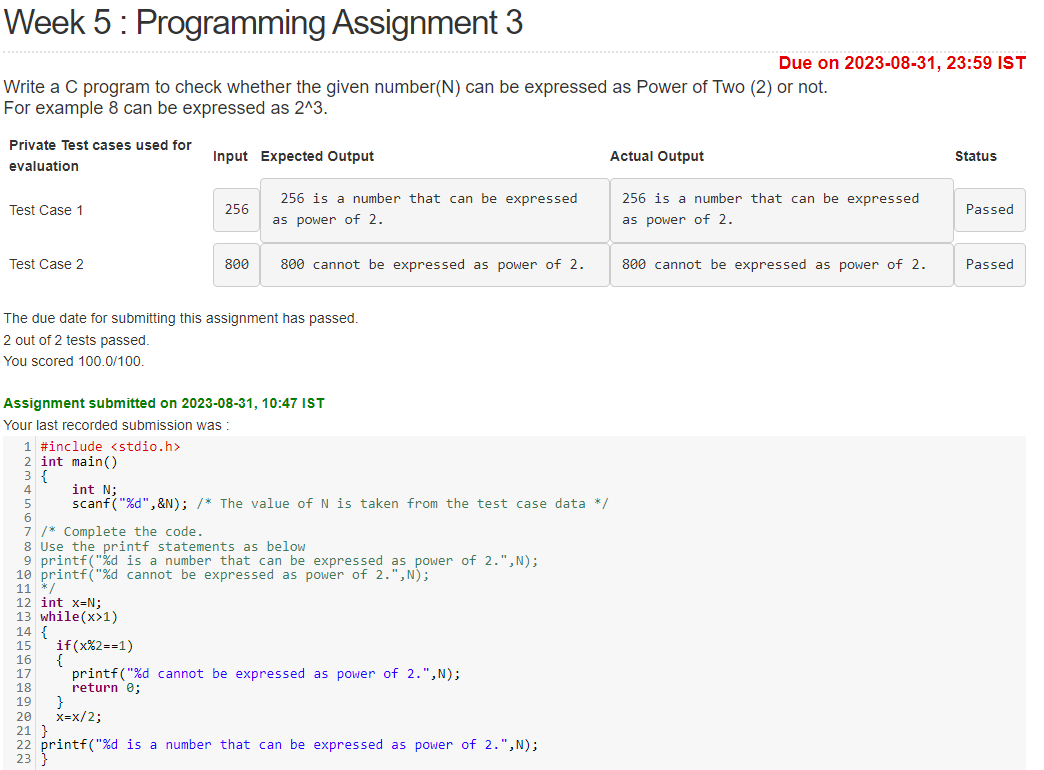 Week 5 : Programming Assignment 3
Due on 2023-08-31, 23:59 IST
Write a C program to check whether the given number(N) can be expressed as Power of Two (2) or not.
For example 8 can be expressed as 2^3.
Private Test cases used for
evaluation
Input Expected Output Actual Output Status
Test Case 1
256
256 is a number that can be expressed
as power of 2.
256 is a number that can be expressed
as power of 2.
Passed
Test Case 2
800
800 cannot be expressed as power of 2.
800 cannot be expressed as power of 2.
Passed
The due date for submitting this assignment has passed.
2 out of 2 tests passed.
You scored 100.0/100.
Assignment submitted on 2023-08-31, 10:47 IST
Your last recorded submission was :
1 #include <stdio.h>
2 int main()
3 {
4     int N;
5     scanf("%d",&N); /* The value of N is taken from the test case data */
6
7 /* Complete the code.
8 Use the printf statements as below
9 printf("%d is a number that can be expressed as power of 2.",N);
10 printf("%d cannot be expressed as power of 2.",N);
11 */
12 int x=N;
13 while(x>1)
14 {
15   if(x%2==1)
16   {
17     printf("%d cannot be expressed as power of 2.",N);
18     return 0;
19   }
20   x=x/2;
21 }
22 printf("%d is a number that can be expressed as power of 2.",N);
23 }